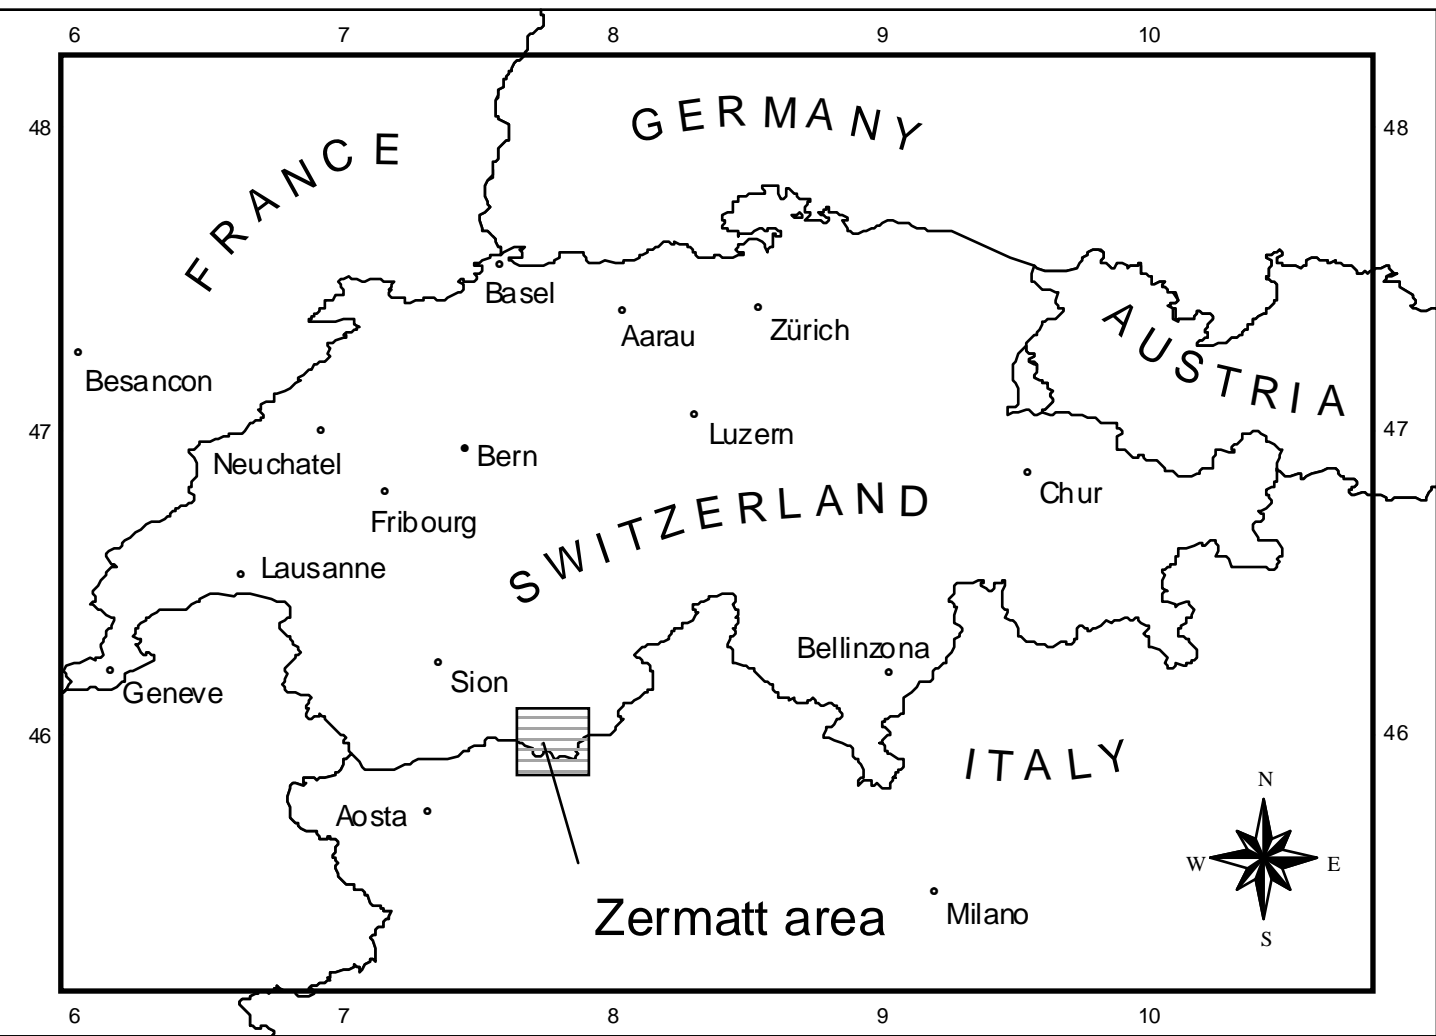 6 7 8 9 10
48 48
GERMANY
FRANCE
Basel
Aarau
Zürich
AUSTRIA
Besancon
47 47
Luzern
Neuchatel
Bern
Chur
Fribourg
SWITZERLAND
Lausanne
Bellinzona
Sion
Geneve
46 46
ITALY
N
Aosta
W E
Zermatt area
Milano
S
6 7 8 9 10